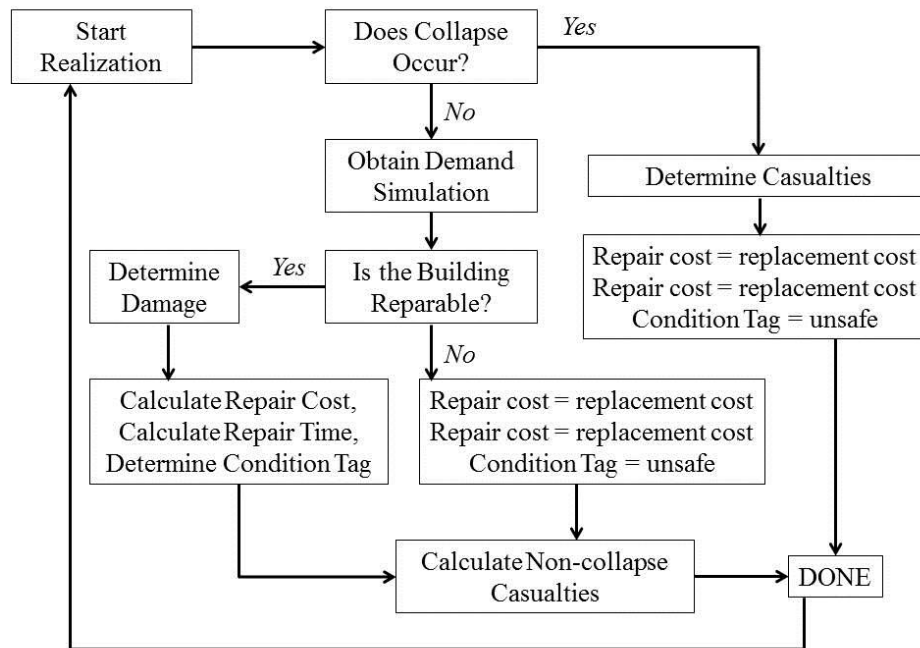 Start
Realization
Does Collapse
Occur?
Yes
No
Obtain Demand
Simulation
Determine Casualties
Determine
Damage
Yes
Is the Building
Reparable?
Repair cost = replacement cost
Repair cost = replacement cost
Condition Tag = unsafe
No
Calculate Repair Cost,
Calculate Repair Time,
Determine Condition Tag
Repair cost = replacement cost
Repair cost = replacement cost
Condition Tag = unsafe
Calculate Non-collapse
Casualties
DONE